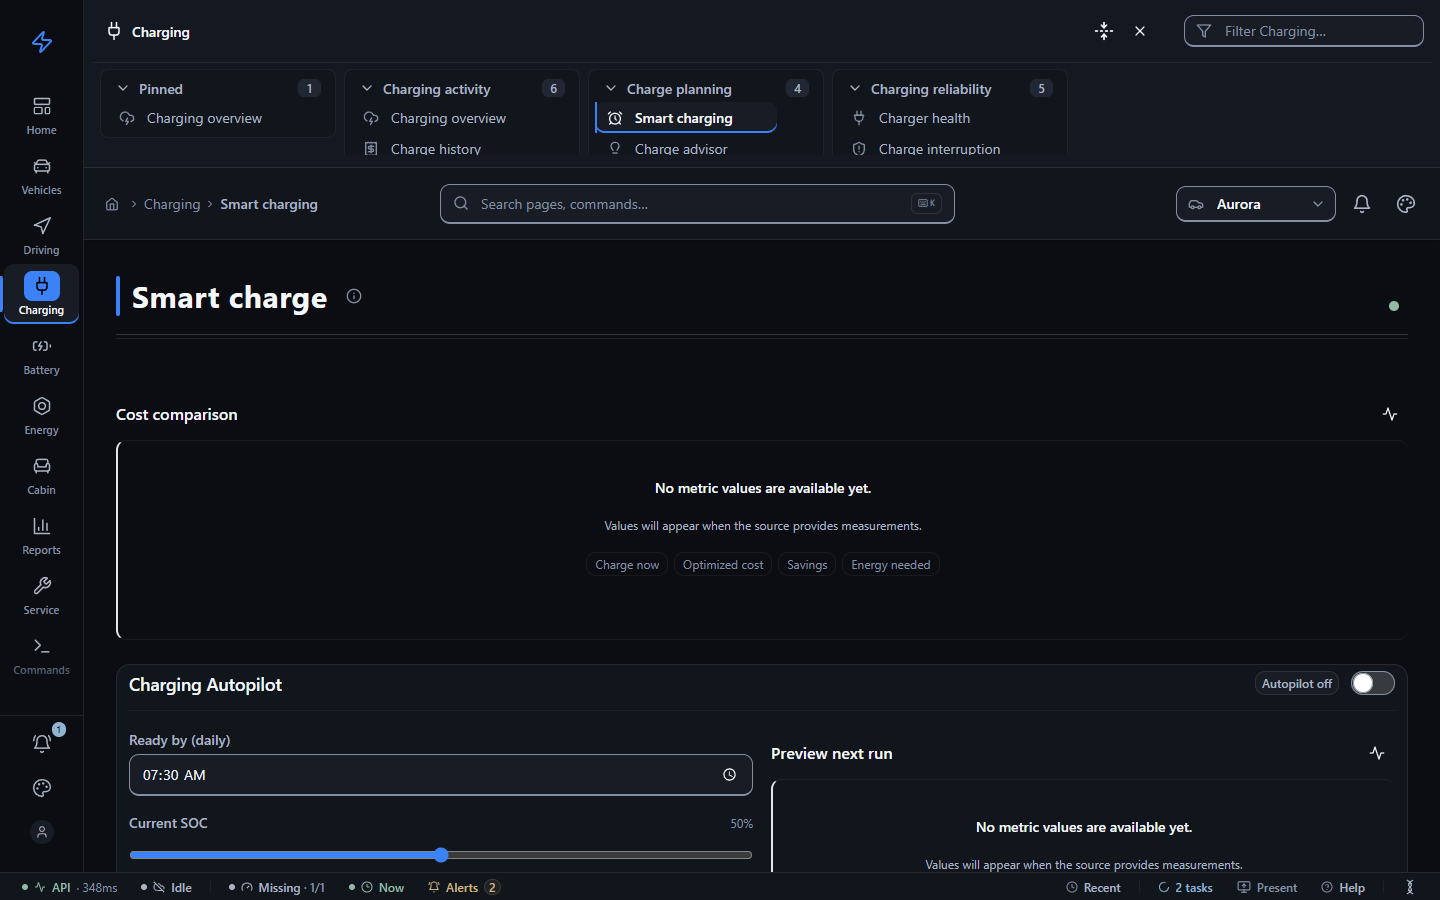 Charging
Filter Charging...
Pinned 1
Charging overview
Charging activity 6
Charging overview
Charge history
Charge planning 4
Smart charging
Charge advisor
Charging reliability 5
Charger health
Charge interruption
Home
Vehicles
Driving
Charging
Battery
Energy
Cabin
Reports
Service
Commands
1
Charging Smart charging
Search pages, commands... K
Aurora
Smart charge
Cost comparison
No metric values are available yet.
Values will appear when the source provides measurements.
Charge now Optimized cost Savings Energy needed
Charging Autopilot
Autopilot off
Ready by (daily)
07:30 AM
Current SOC 50%
Preview next run
No metric values are available yet.
Values will appear when the source provides measurements.
API · 348ms Idle Missing · 1/1 Now Alerts 2 Recent 2 tasks Present Help